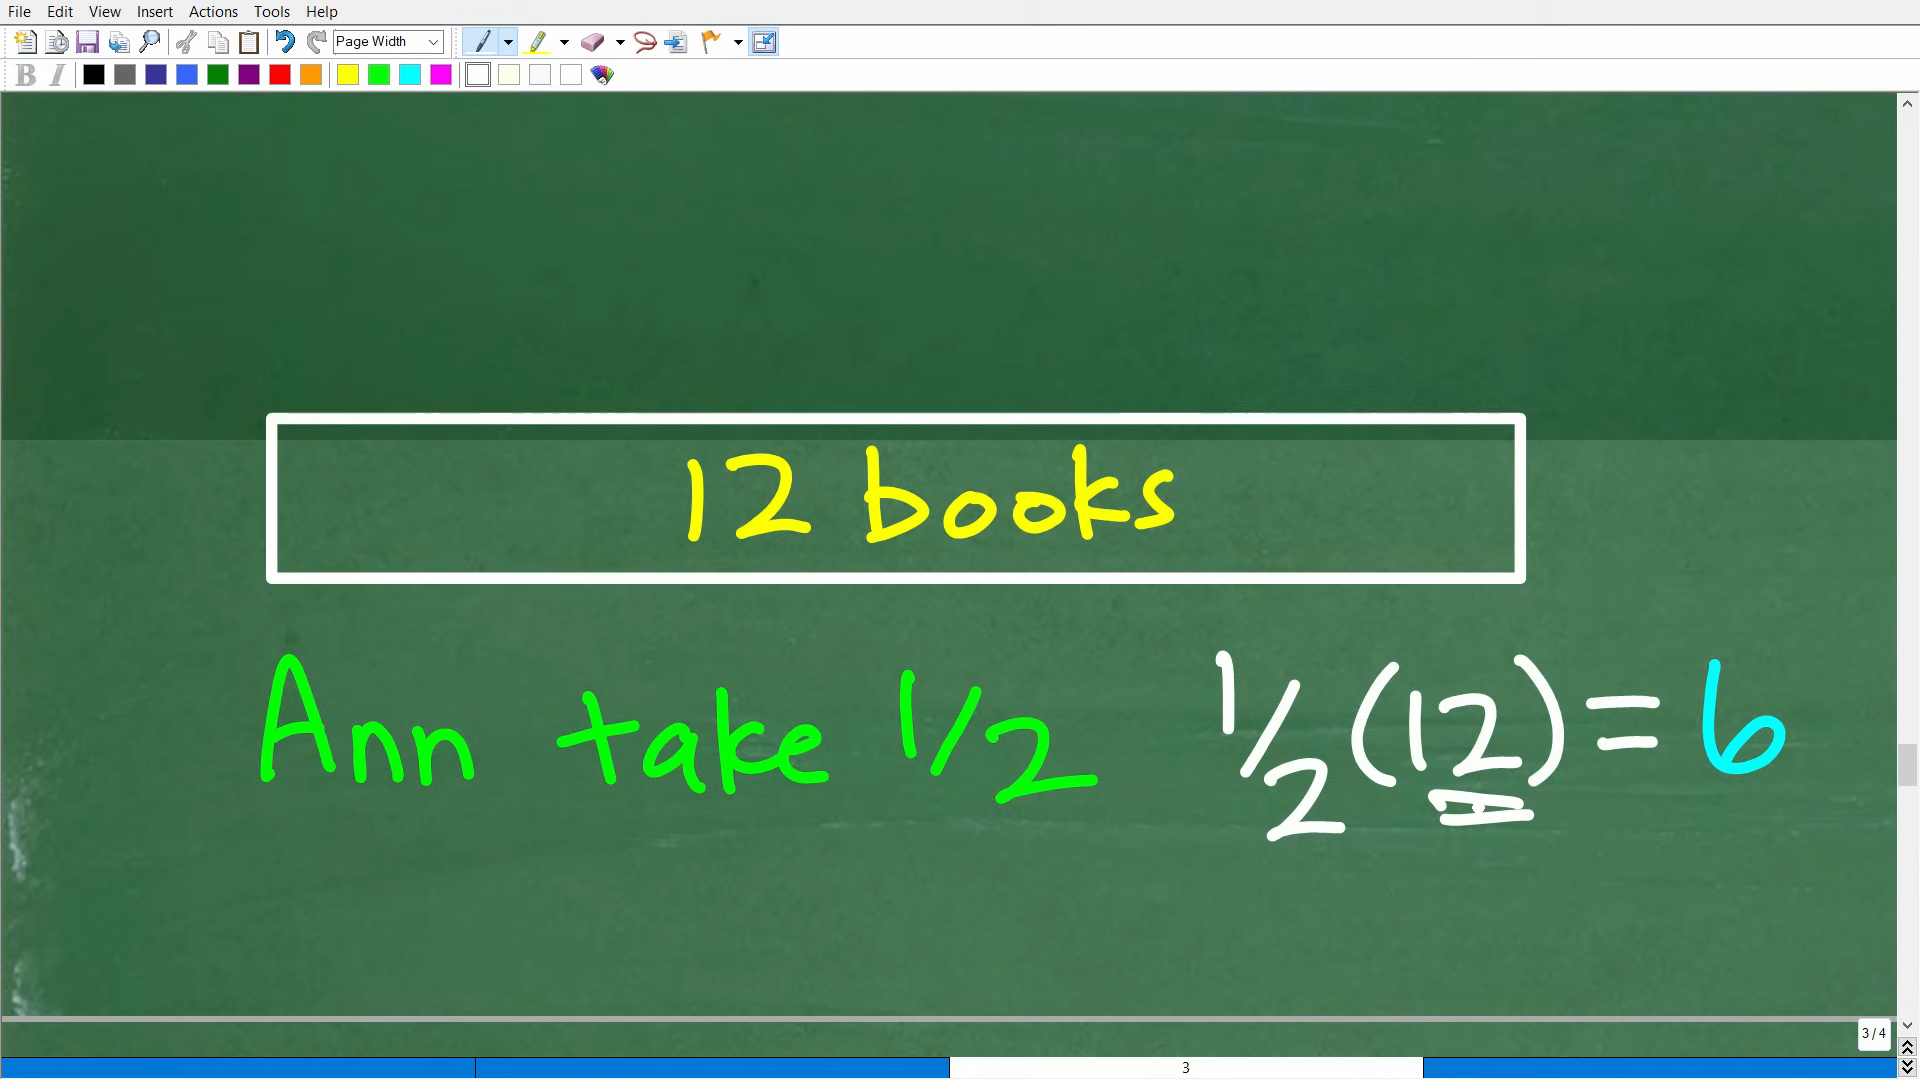 File Edit View Insert Actions Tools Help
Page Width
B I
12 books
Ann take 1/2 1/2(12)=6
3 / 4
3